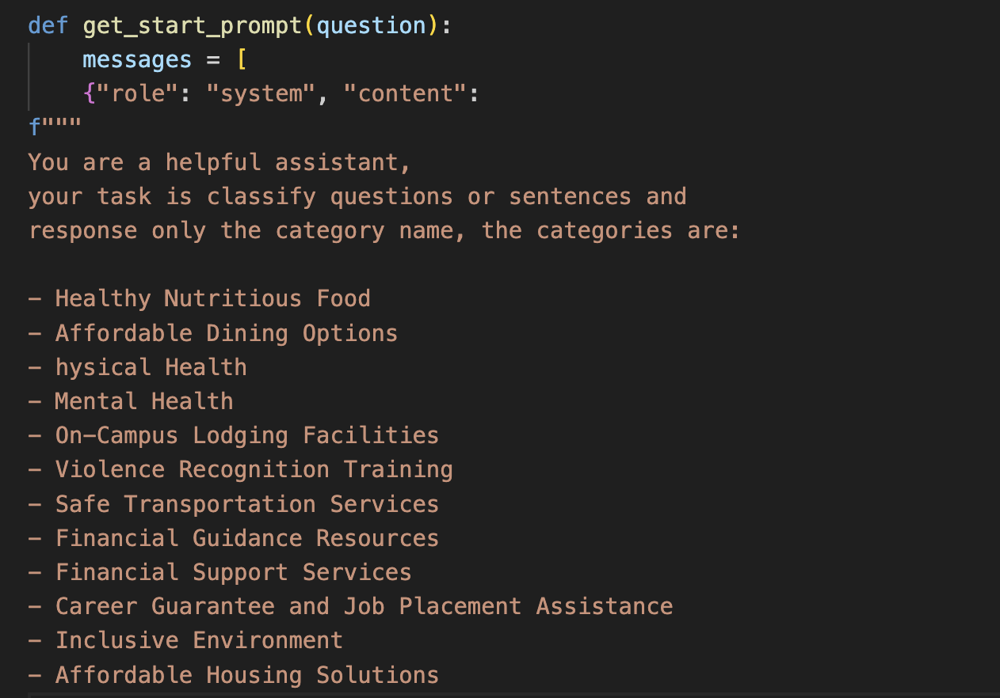 def get_start_prompt(question):
messages = [
{"role": "system", "content":
f"""
You are a helpful assistant,
your task is classify questions or sentences and
response only the category name, the categories are:
- Healthy Nutritious Food
- Affordable Dining Options
- hysical Health
- Mental Health
- On-Campus Lodging Facilities
- Violence Recognition Training
- Safe Transportation Services
- Financial Guidance Resources
- Financial Support Services
- Career Guarantee and Job Placement Assistance
- Inclusive Environment
- Affordable Housing Solutions